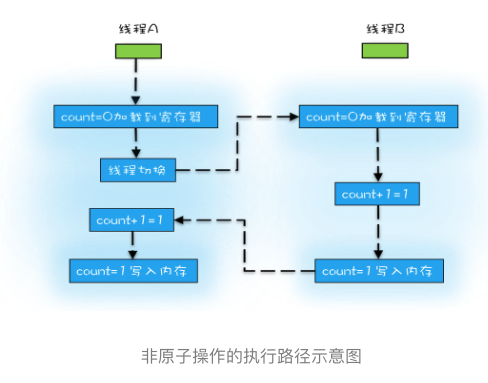 线程A
线程B
count=0加载到寄存器
count=0加载到寄存器
线程切换
count+1=1
count+1=1
count=1写入内存
count=1写入内存
非原子操作的执行路径示意图